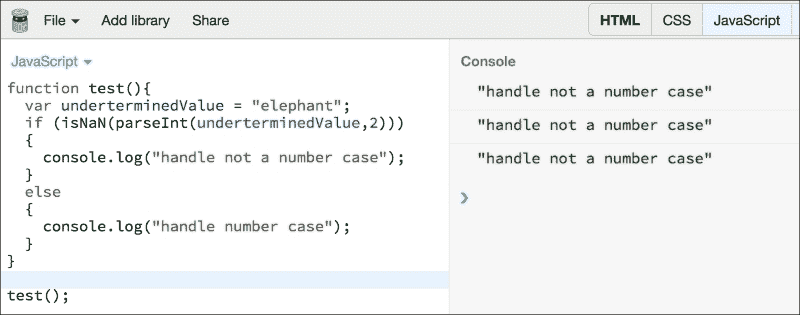 File Add library Share HTML CSS JavaScript
JavaScript
function test(){
  var underterminedValue = "elephant";
  if (isNaN(parseInt(underterminedValue,2)))
  {
    console.log("handle not a number case");
  }
  else
  {
    console.log("handle number case");
  }
}
test();
Console
"handle not a number case"
"handle not a number case"
"handle not a number case"